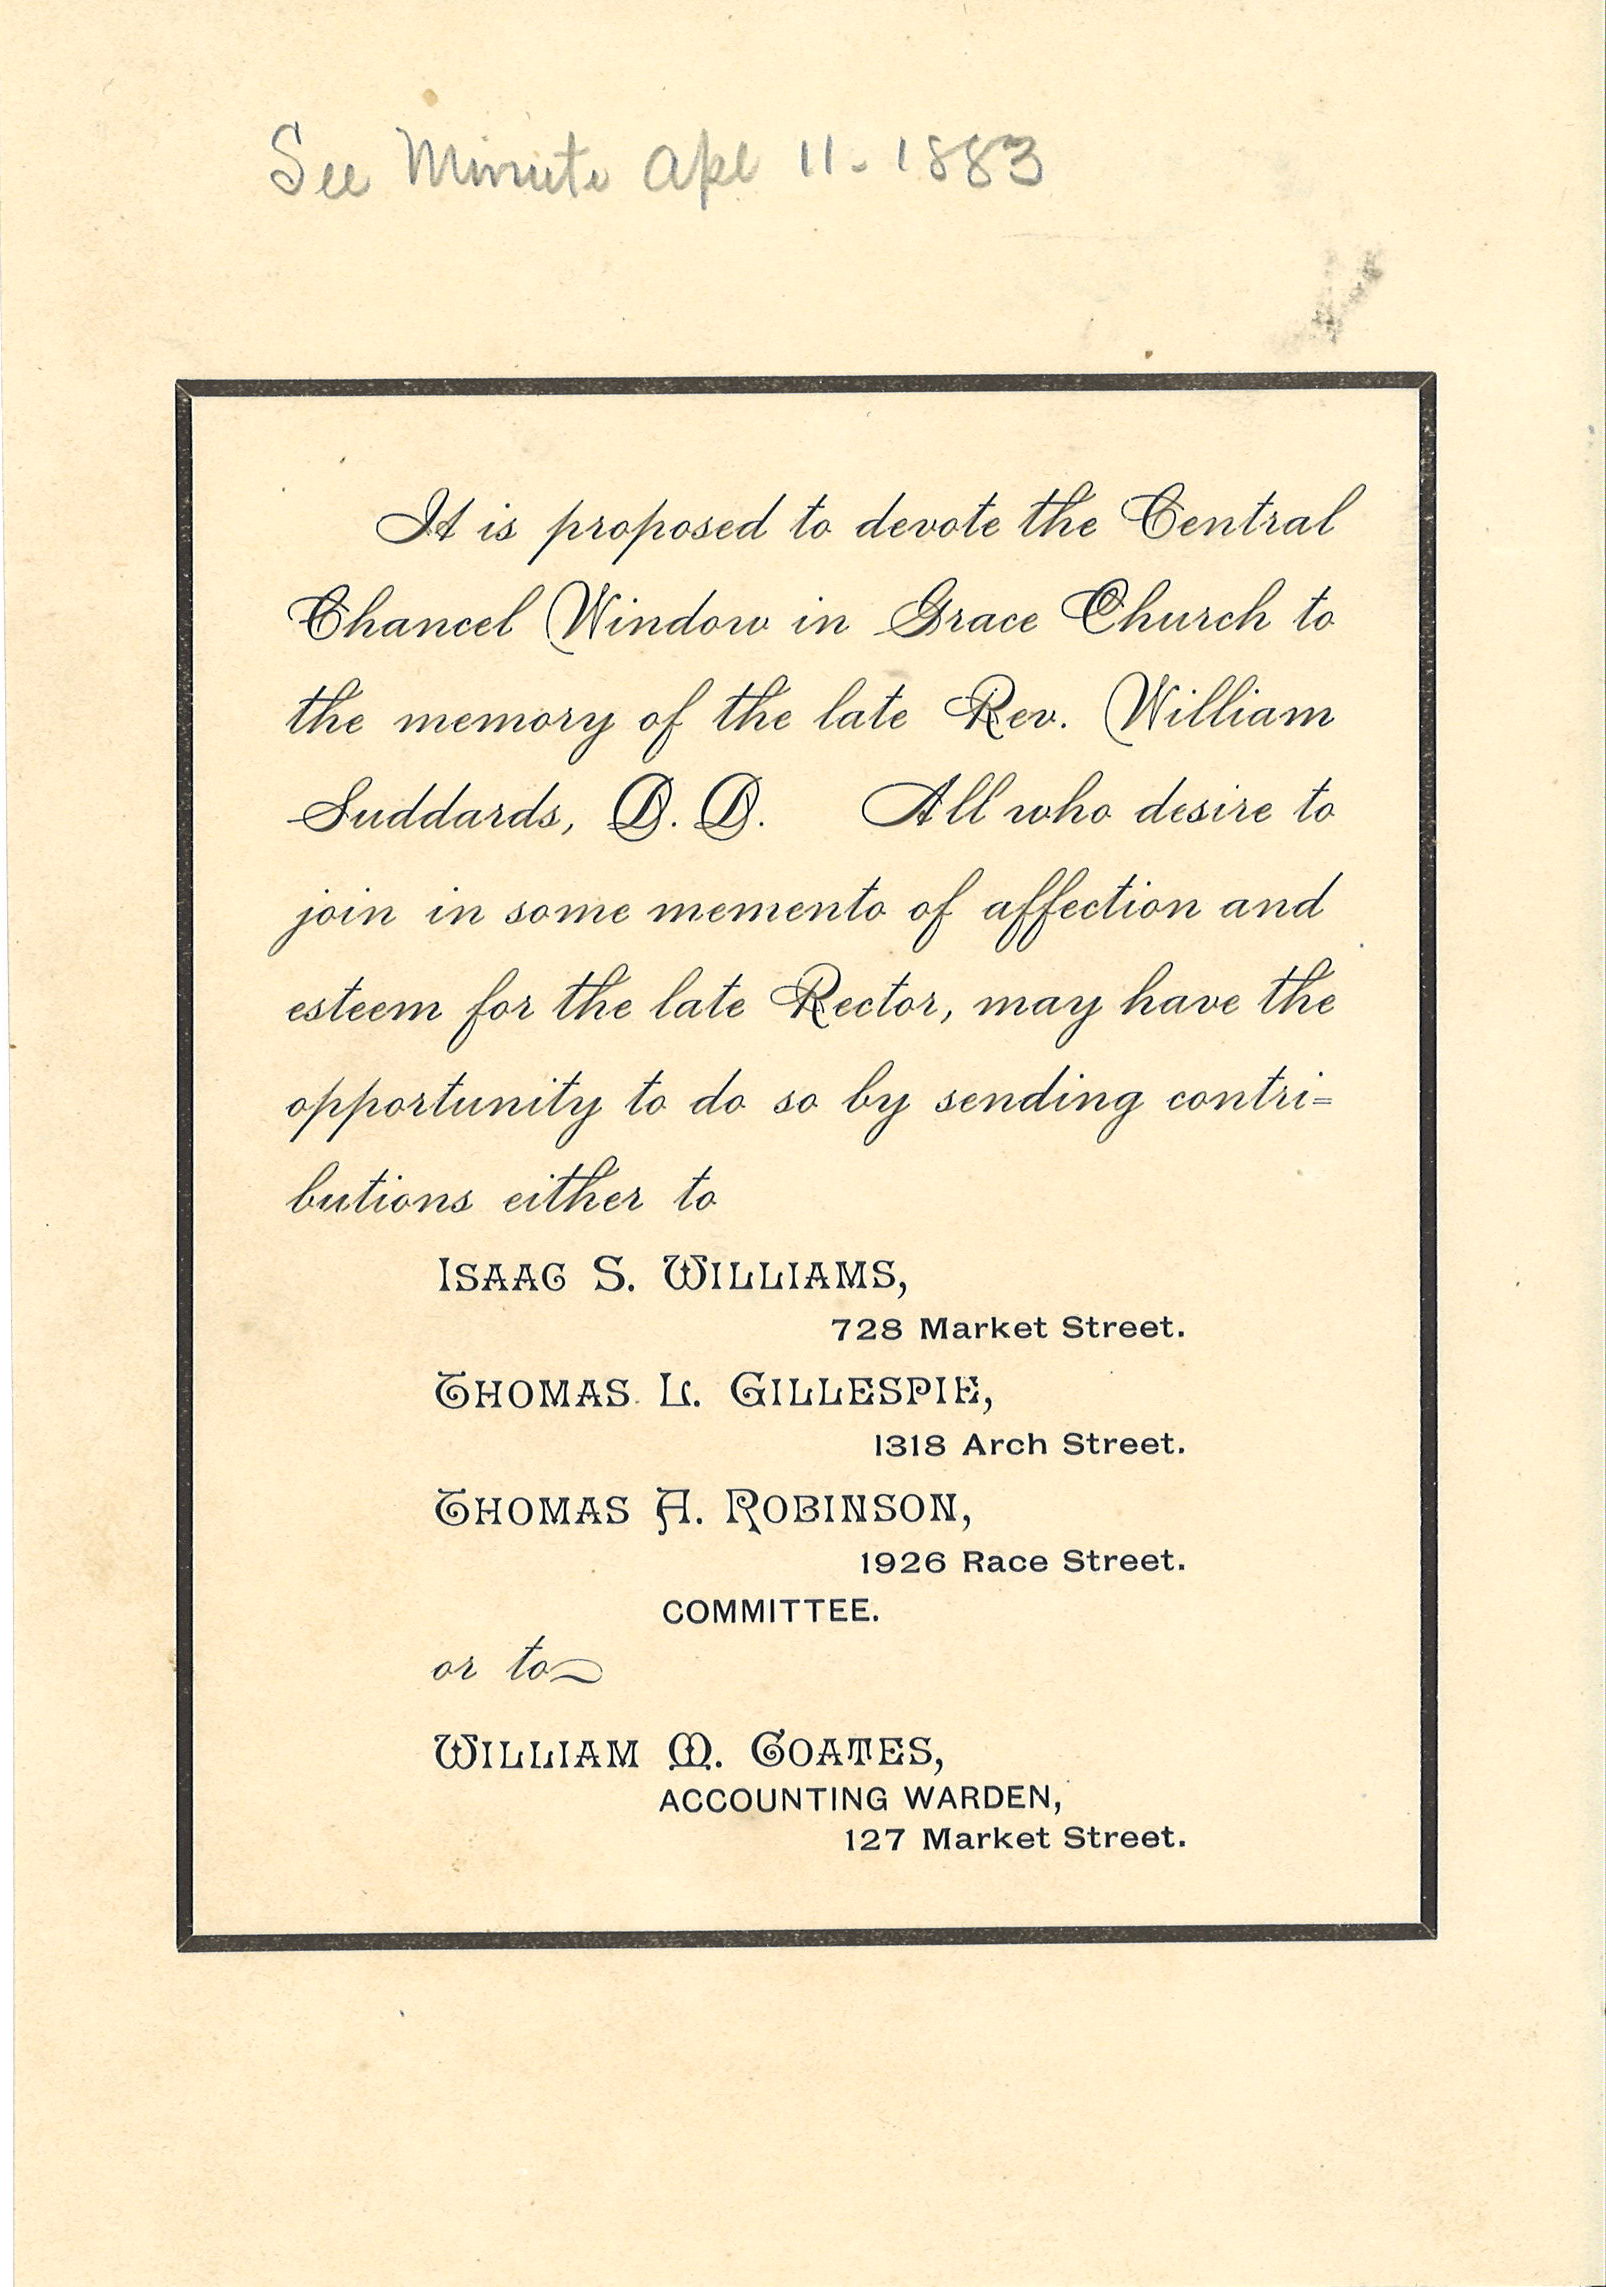 See Minute Apl 11. 1883
It is proposed to devote the Central
Chancel Window in Grace Church to
the memory of the late Rev. William
Suddards, D. D. All who desire to
join in some memento of affection and
esteem for the late Rector, may have the
opportunity to do so by sending contri=
butions either to
ISAAC S. WILLIAMS,
728 Market Street.
THOMAS L. GILLESPIE,
1318 Arch Street.
THOMAS A. ROBINSON,
1926 Race Street.
COMMITTEE.
or to
WILLIAM M. COATES,
ACCOUNTING WARDEN,
127 Market Street.